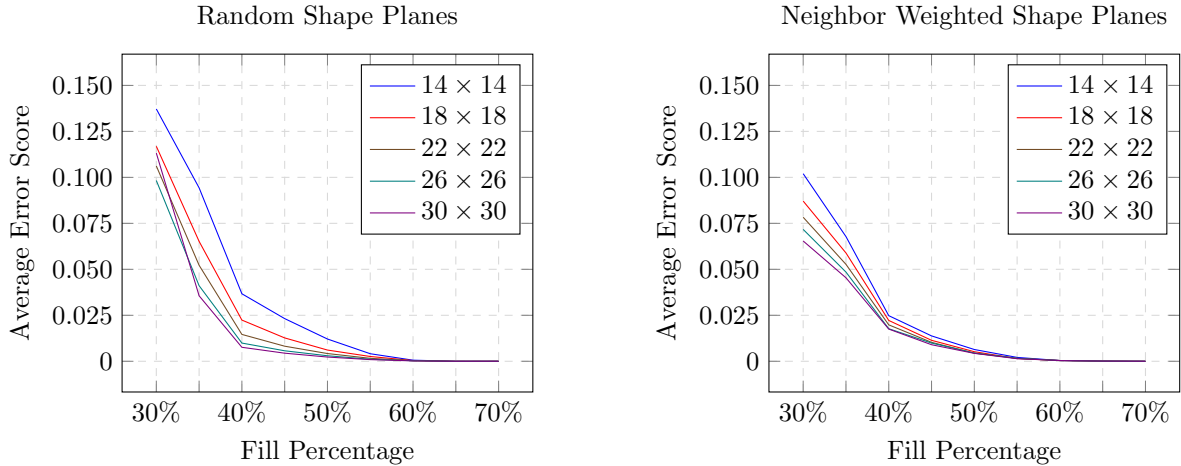 Random Shape Planes
0.150
0.125
0.100
0.075
0.050
0.025
0
Average Error Score
14 × 14
18 × 18
22 × 22
26 × 26
30 × 30
30% 40% 50% 60% 70%
Fill Percentage
Neighbor Weighted Shape Planes
0.150
0.125
0.100
0.075
0.050
0.025
0
Average Error Score
14 × 14
18 × 18
22 × 22
26 × 26
30 × 30
30% 40% 50% 60% 70%
Fill Percentage